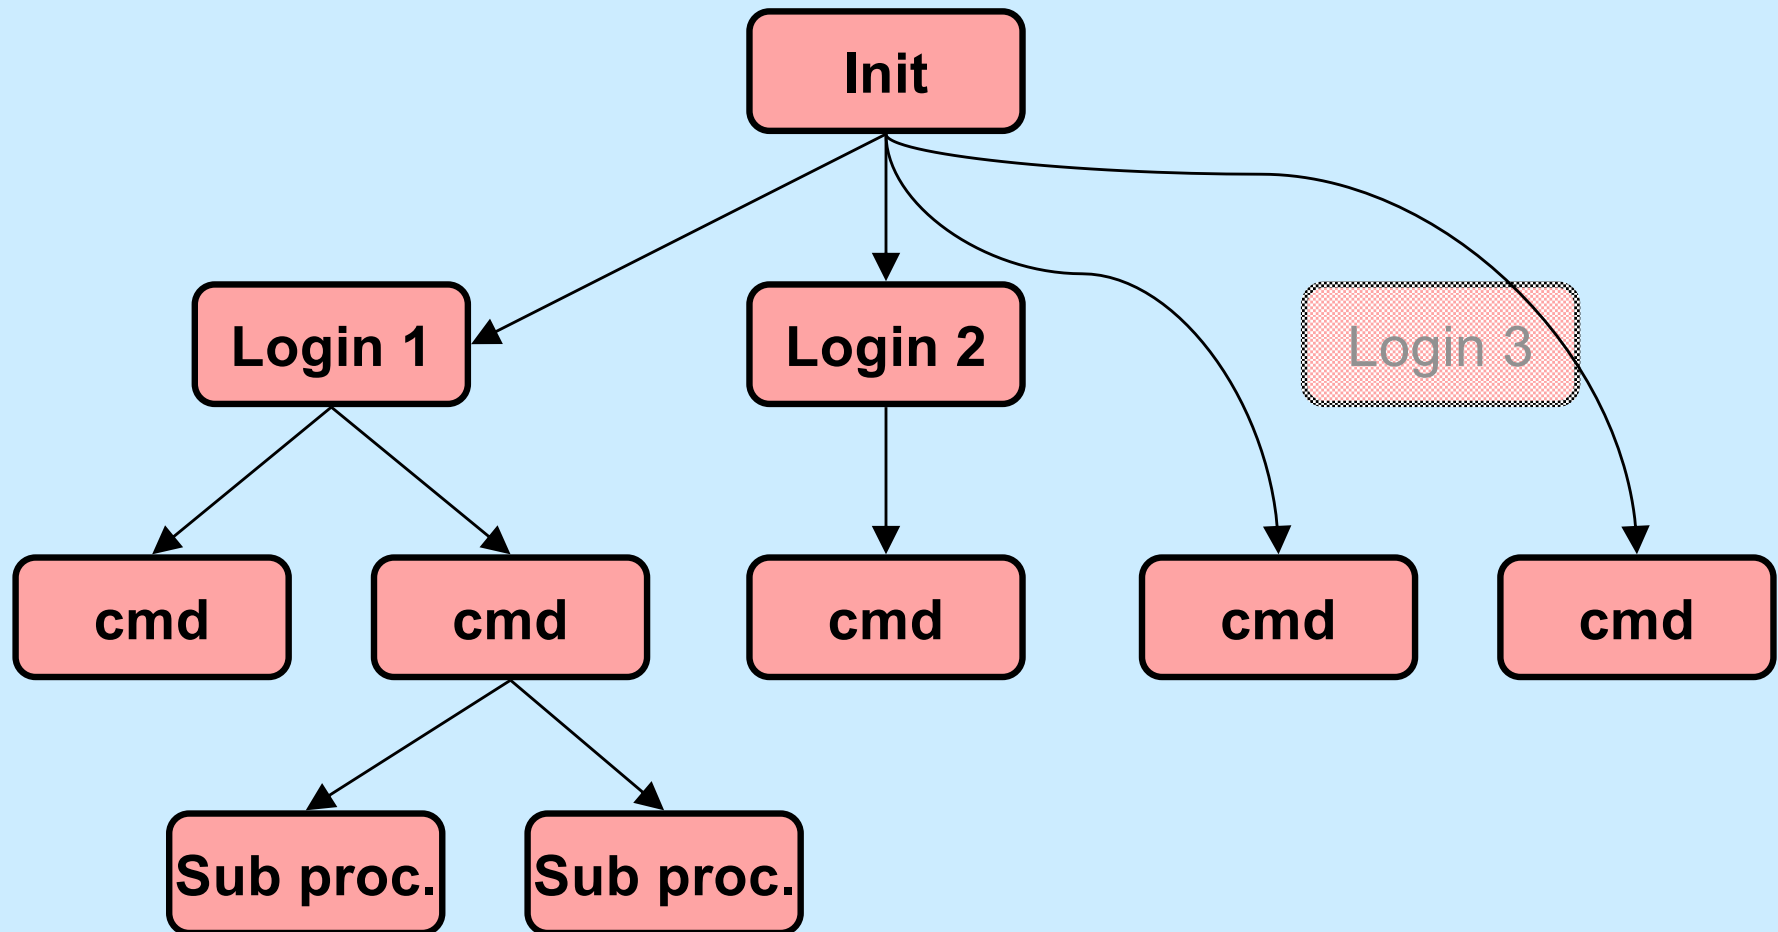 Init
Login 1
Login 2
Login 3
cmd
cmd
cmd
cmd
cmd
Sub proc.
Sub proc.